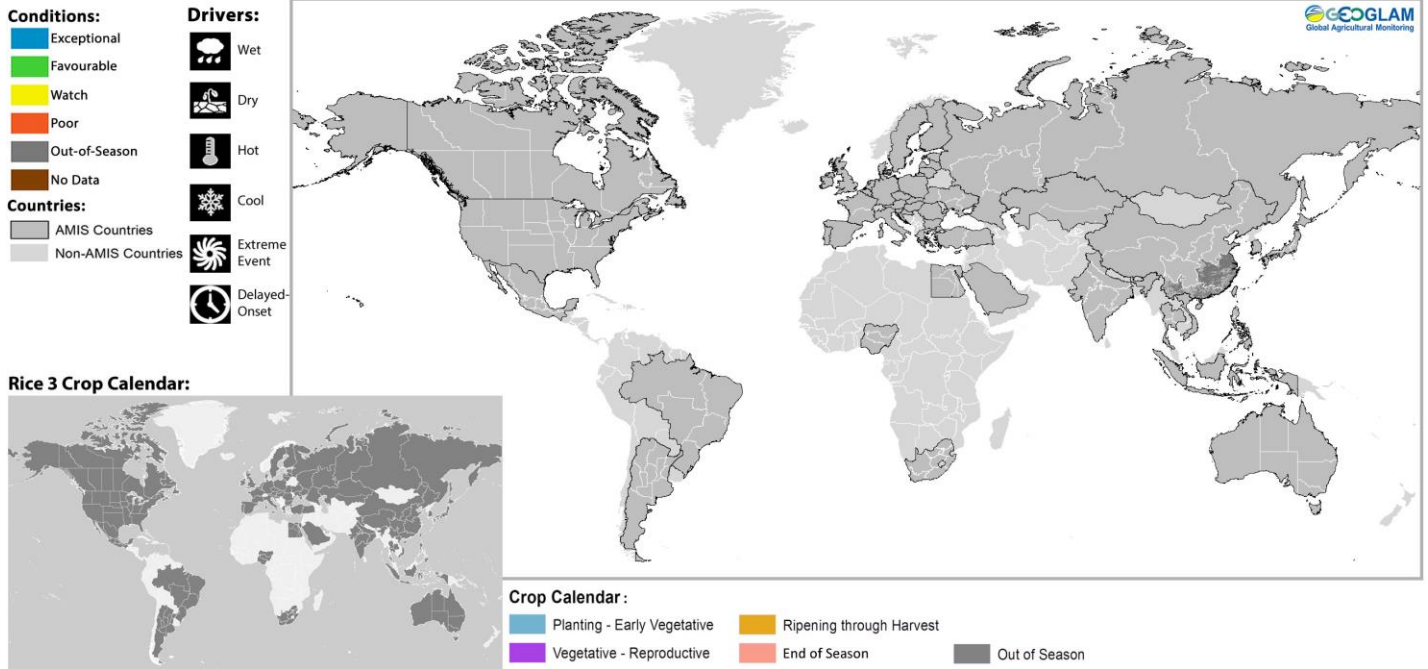 Conditions:
Exceptional
Favourable
Watch
Poor
Out-of-Season
No Data
Countries:
AMIS Countries
Non-AMIS Countries
Drivers:
Wet
Dry
Hot
Cool
Extreme
Event
Delayed-
Onset
GEOGLAM
Global Agricultural Monitoring
Rice 3 Crop Calendar:
Crop Calendar :
Planting - Early Vegetative
Vegetative - Reproductive
Ripening through Harvest
End of Season
Out of Season